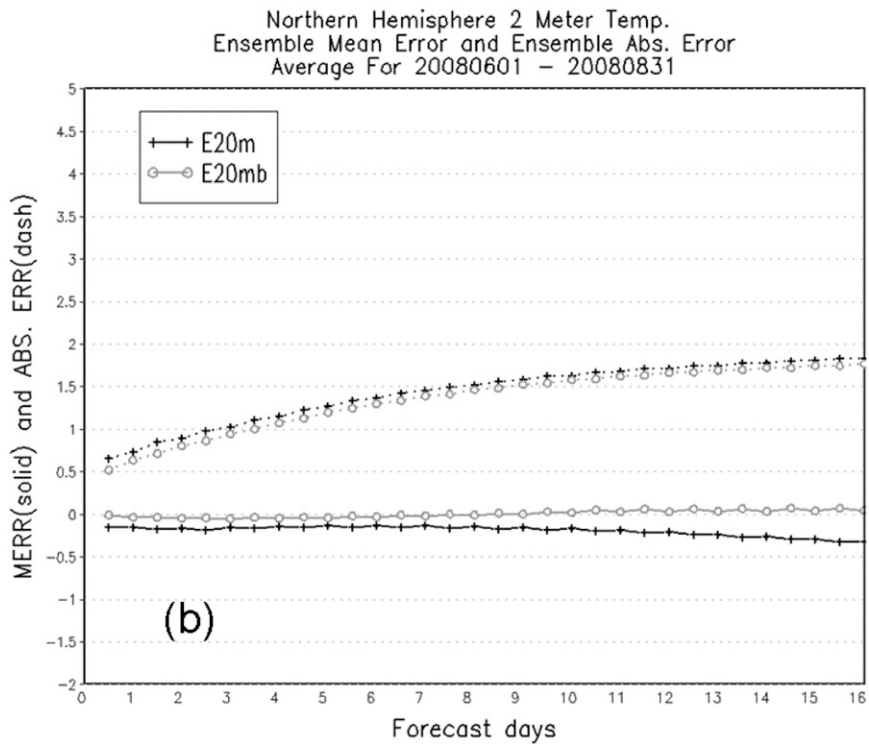 Northern Hemisphere 2 Meter Temp.
Ensemble Mean Error and Ensemble Abs. Error
Average For 20080601 – 20080831
MERR(solid) and ABS. ERR(dash)
5
4.5
4
3.5
3
2.5
2
1.5
1
0.5
0
−0.5
−1
−1.5
−2
E20m
E20mb
(b)
0 1 2 3 4 5 6 7 8 9 10 11 12 13 14 15 16
Forecast days